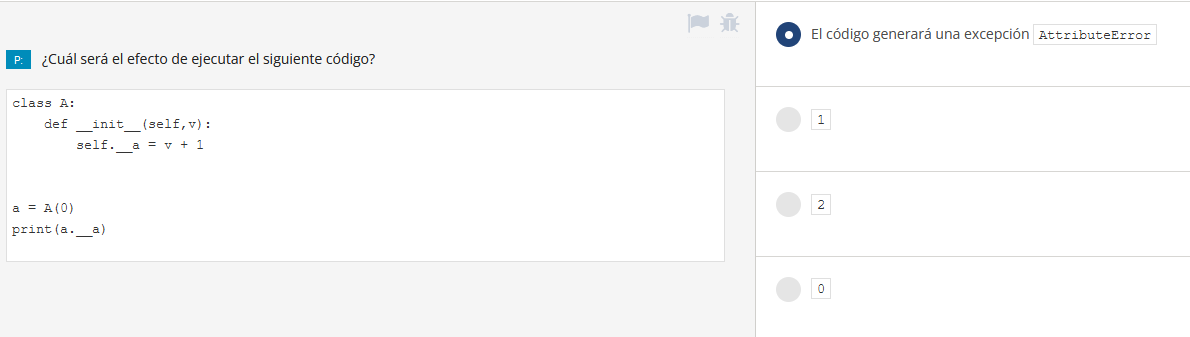 P: ¿Cuál será el efecto de ejecutar el siguiente código?
class A:
    def __init__(self,v):
        self.__a = v + 1
a = A(0)
print(a.__a)
El código generará una excepción AttributeError
1
2
0